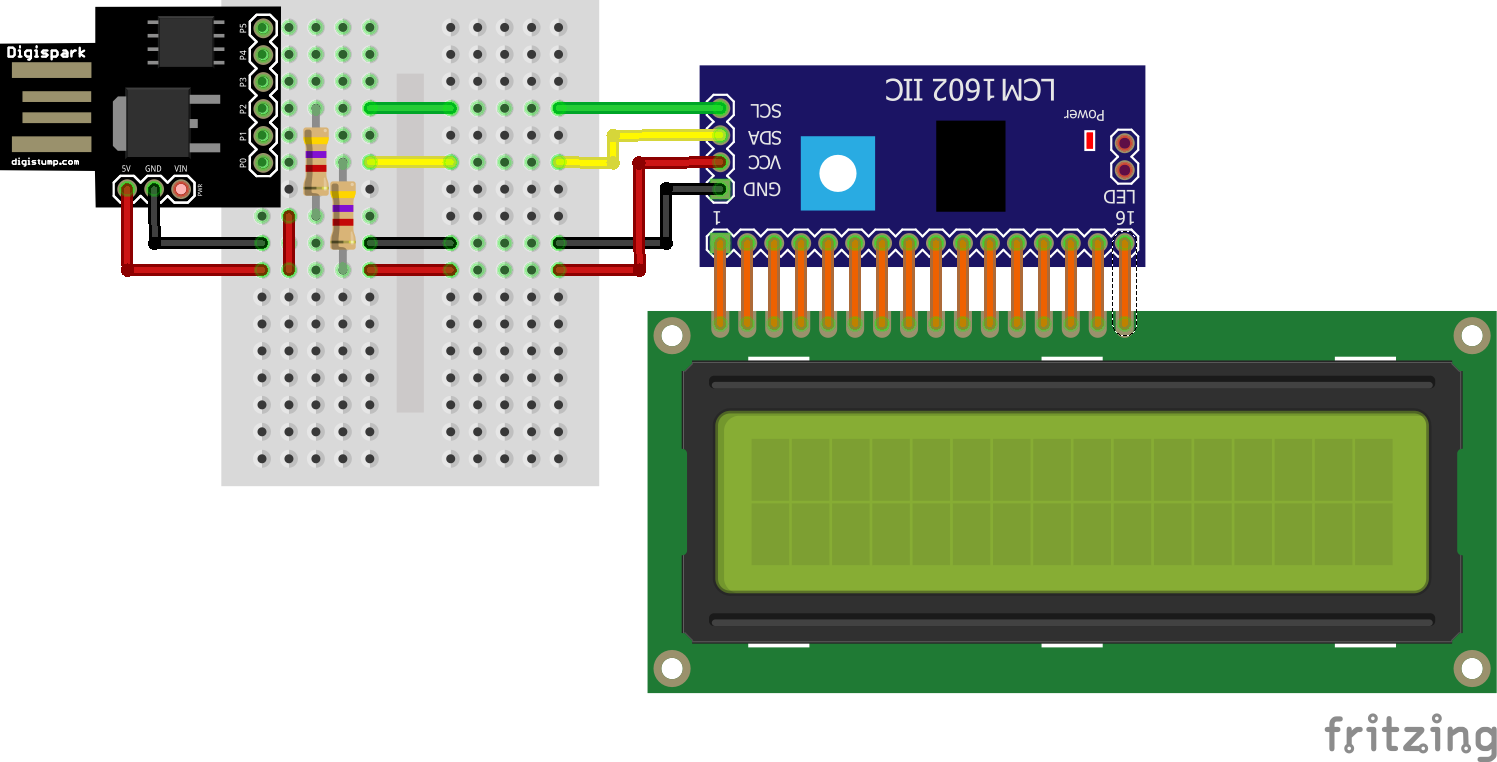 Digispark
digistump.com
P5
P4
P3
P2
P1
P0
5V GND VIN
PWR
LCM 1602 IIC
SCL
SDA
VCC
GND
Power
LED
1
16
fritzing